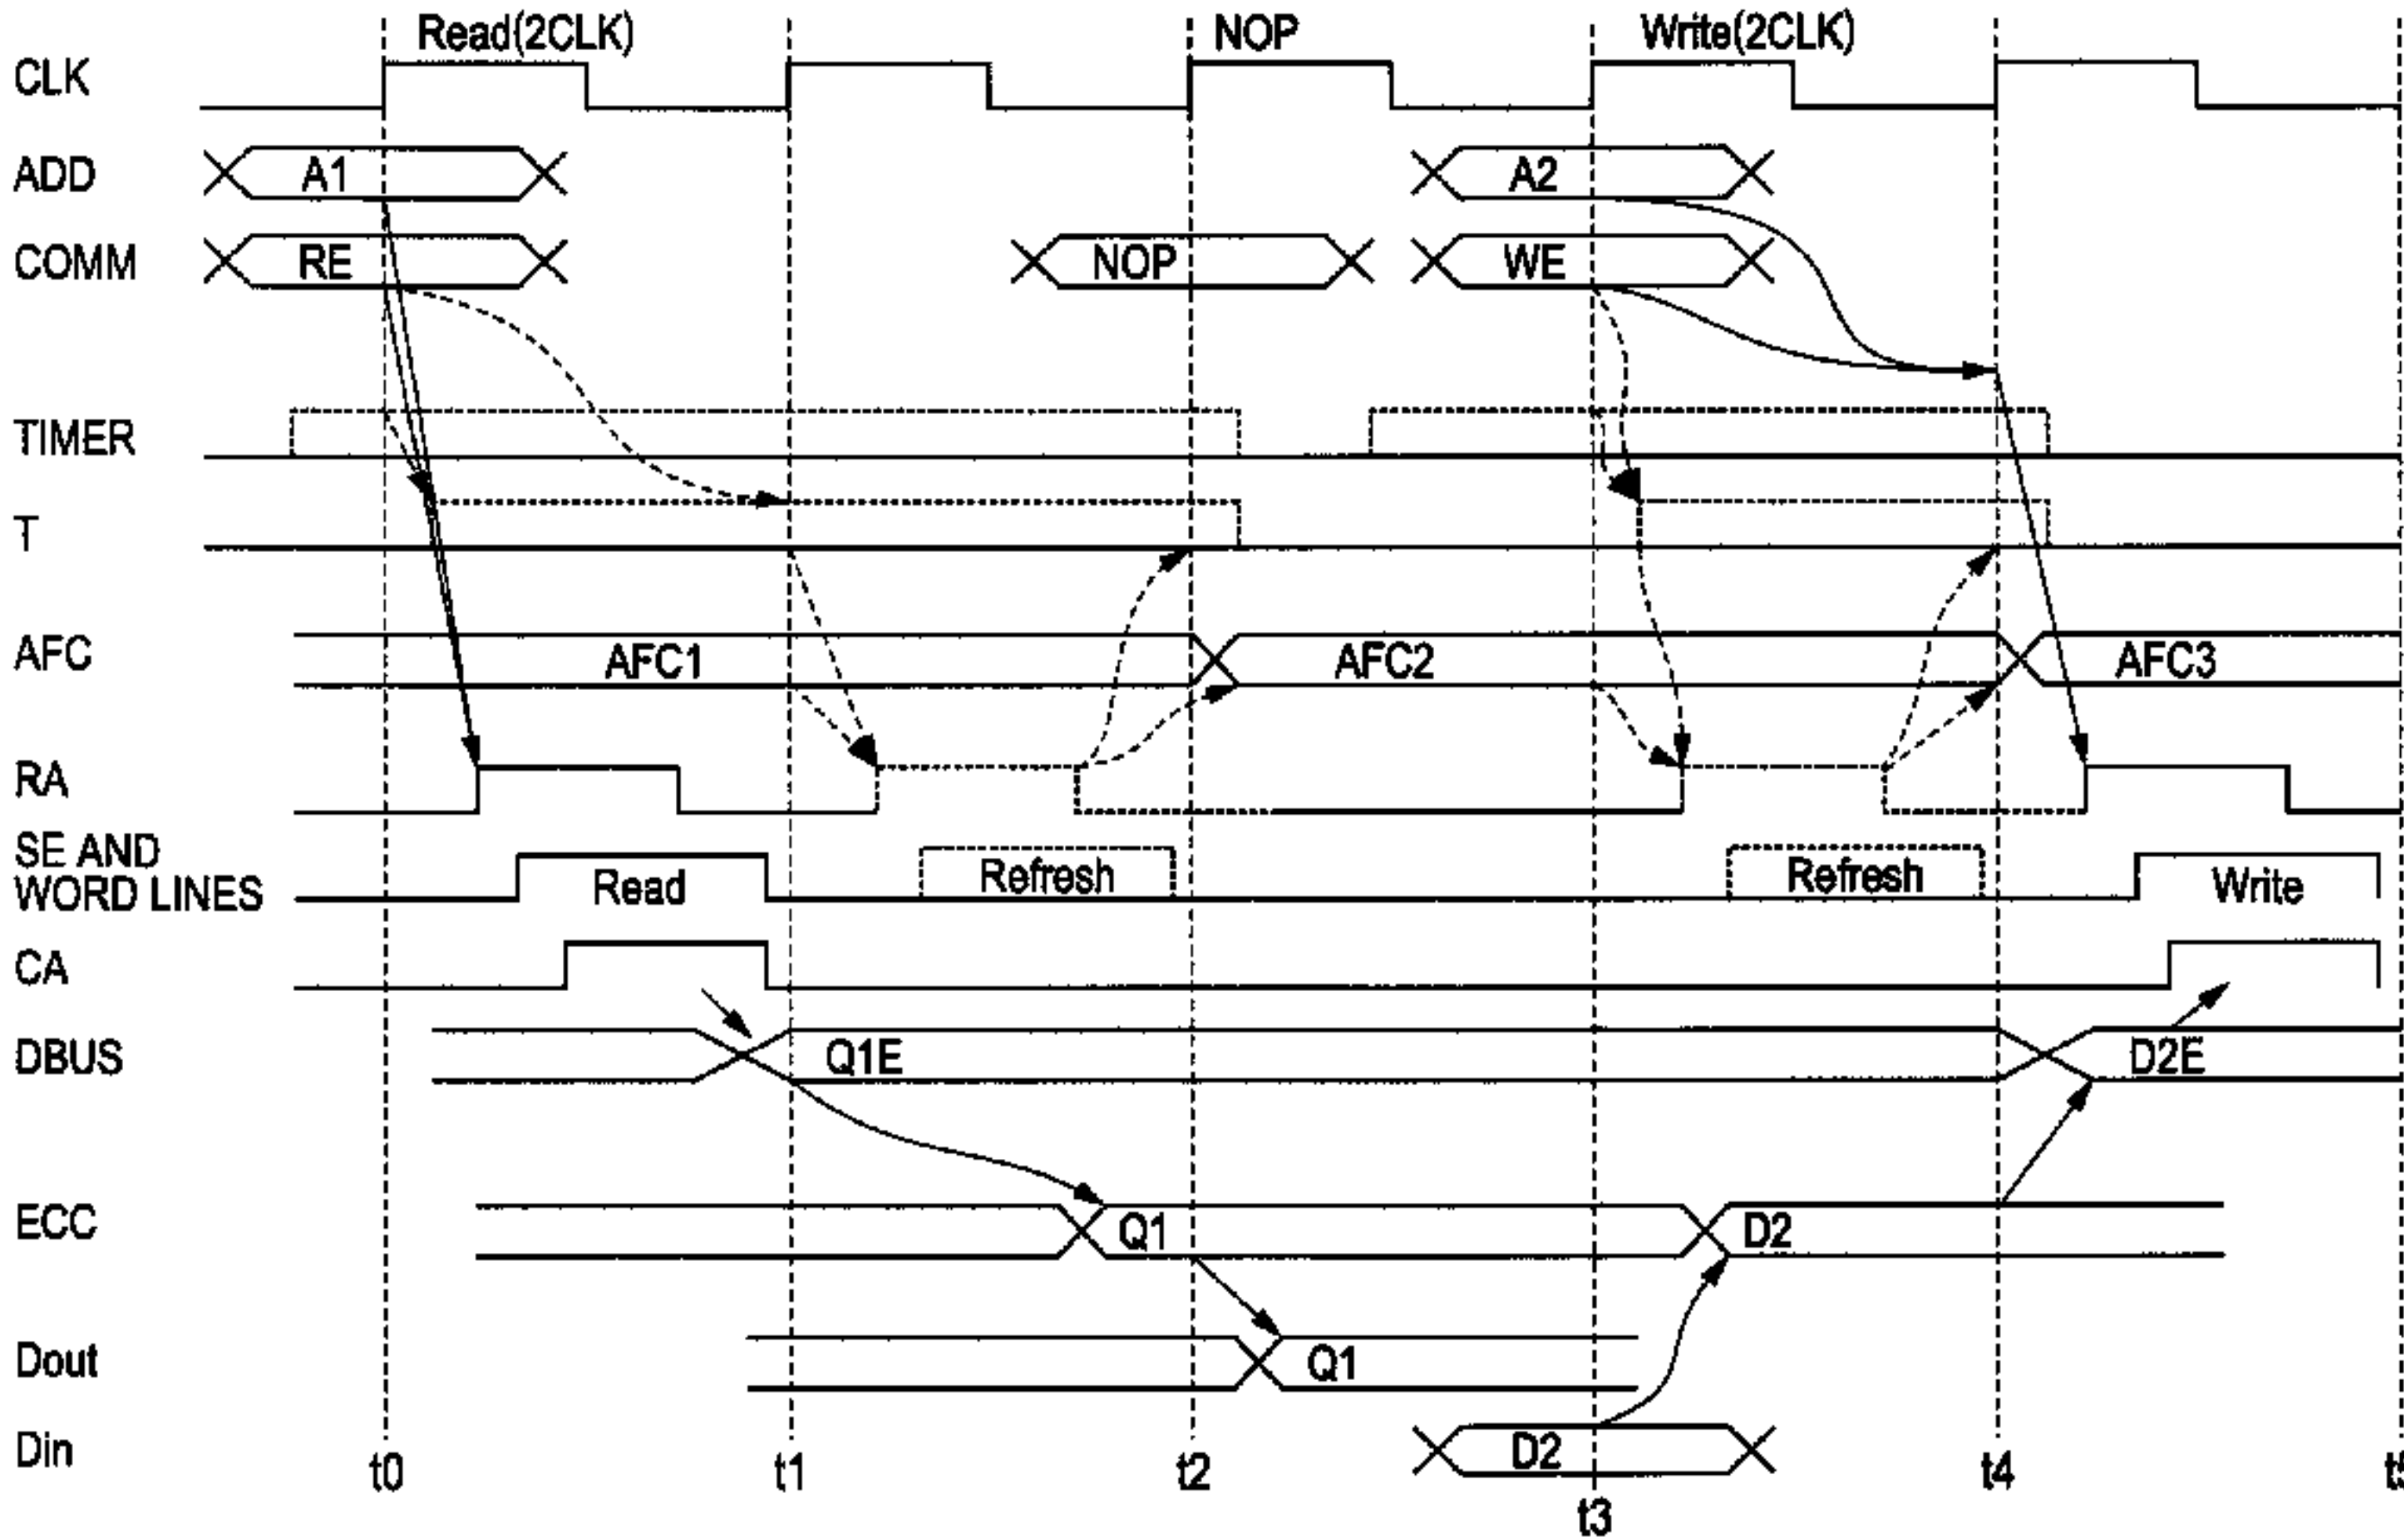 Read(2CLK) NOP Write(2CLK)
CLK
ADD A1 A2
COMM RE NOP WE
TIMER
T
AFC AFC1 AFC2 AFC3
RA
SE AND
WORD LINES Read Refresh Refresh Write
CA
DBUS Q1E D2E
ECC Q1 D2
Dout Q1
Din D2
t0 t1 t2 t3 t4 t5